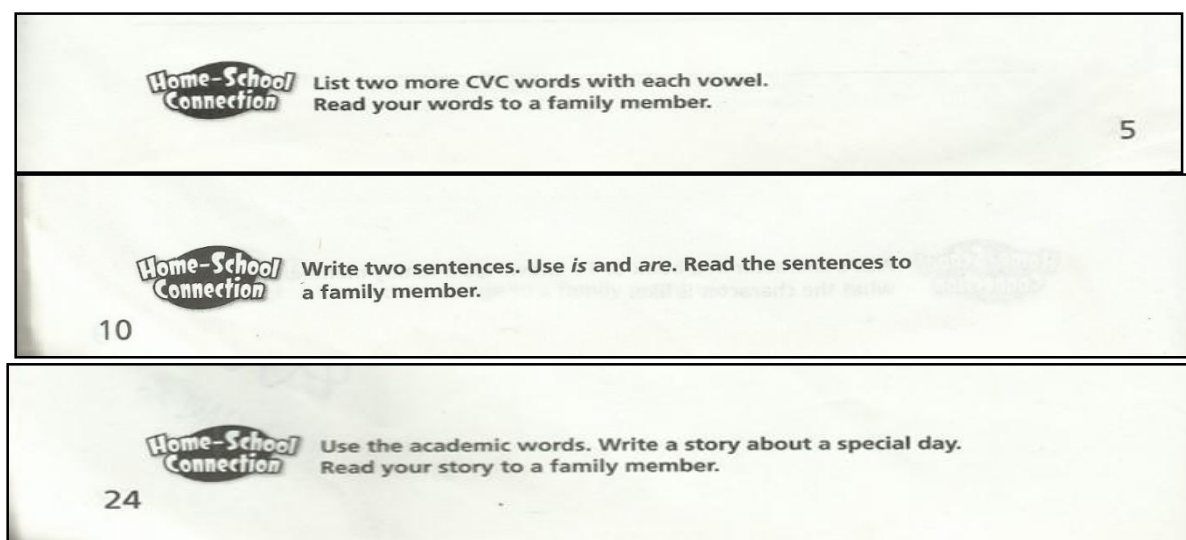 Home-School
Connection
List two more CVC words with each vowel.
Read your words to a family member.
5
Home-School
Connection
Write two sentences. Use is and are. Read the sentences to
a family member.
10
Home-School
Connection
Use the academic words. Write a story about a special day.
Read your story to a family member.
24